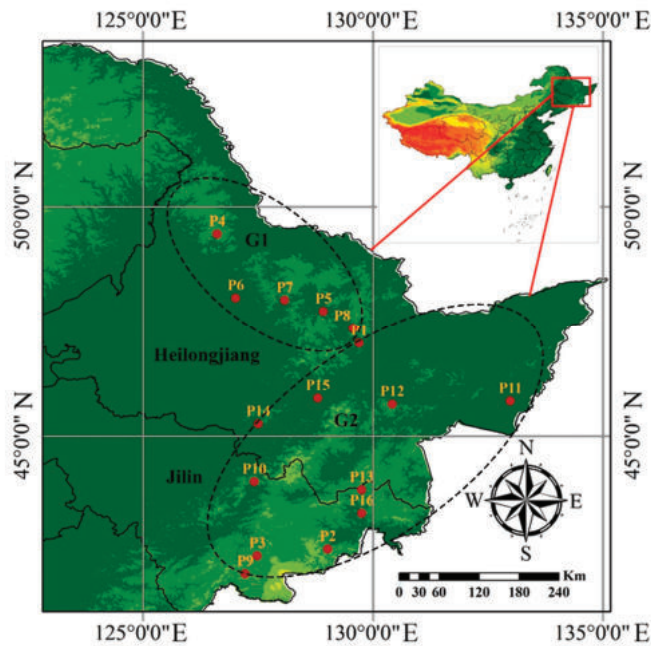 125°0'0"E 130°0'0"E 135°0'0"E
50°0'0" N
P4
G1
P6 P7 P5
P8
P1
Heilongjiang
P15 P12 P11
P14 G2
45°0'0" N
P10 P13
Jilin
P16
N
W E
S
P3 P2
P9
Km
0 30 60 120 180 240
125°0'0"E 130°0'0"E 135°0'0"E
50°0'0" N
45°0'0" N